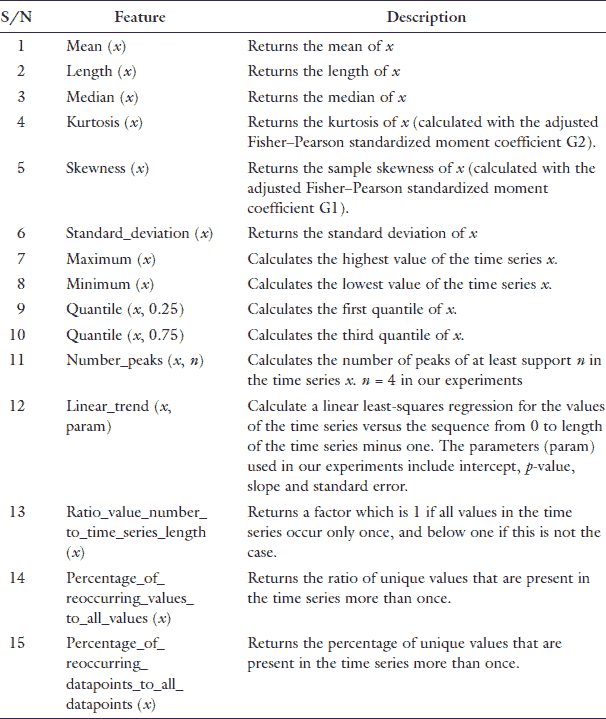 S/N Feature Description
1 Mean (x) Returns the mean of x
2 Length (x) Returns the length of x
3 Median (x) Returns the median of x
4 Kurtosis (x) Returns the kurtosis of x (calculated with the adjusted
Fisher–Pearson standardized moment coefficient G2).
5 Skewness (x) Returns the sample skewness of x (calculated with the
adjusted Fisher–Pearson standardized moment
coefficient G1).
6 Standard_deviation (x) Returns the standard deviation of x
7 Maximum (x) Calculates the highest value of the time series x.
8 Minimum (x) Calculates the lowest value of the time series x.
9 Quantile (x, 0.25) Calculates the first quantile of x.
10 Quantile (x, 0.75) Calculates the third quantile of x.
11 Number_peaks (x, n) Calculates the number of peaks of at least support n in
the time series x. n = 4 in our experiments
12 Linear_trend (x, Calculate a linear least-squares regression for the values
param) of the time series versus the sequence from 0 to length
of the time series minus one. The parameters (param)
used in our experiments include intercept, p-value,
slope and standard error.
13 Ratio_value_number_ Returns a factor which is 1 if all values in the time
to_time_series_length series occur only once, and below one if this is not the
(x) case.
14 Percentage_of_ Returns the ratio of unique values that are present in
reoccurring_values_ the time series more than once.
to_all_values (x)
15 Percentage_of_ Returns the percentage of unique values that are
reoccurring_ present in the time series more than once.
datapoints_to_all_
datapoints (x)